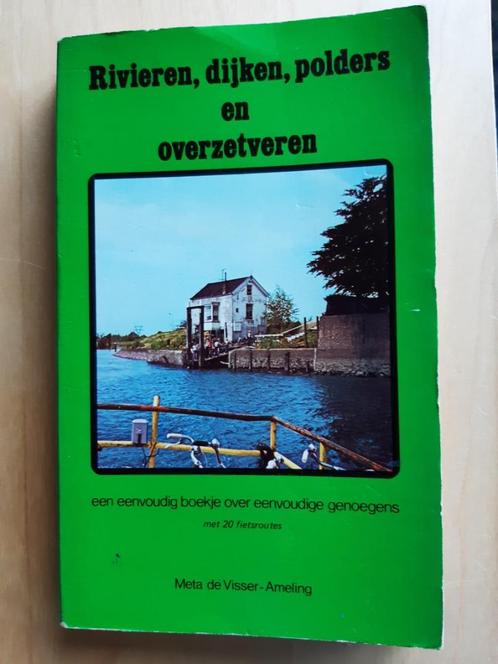 Rivieren, dijken, polders
en
overzetveren
een eenvoudig boekje over eenvoudige genoegens
met 20 fietsroutes
Meta de Visser-Ameling